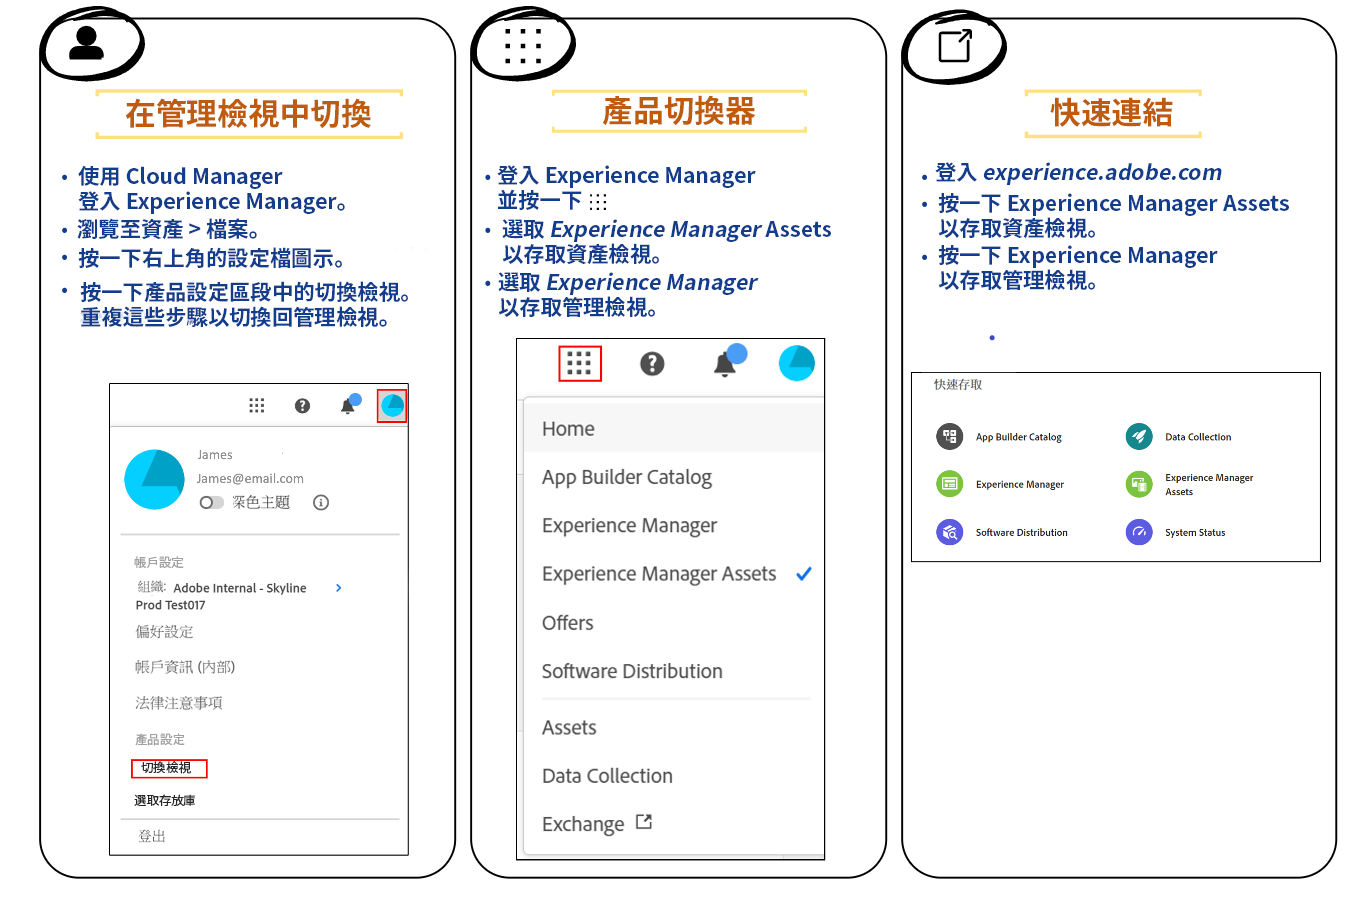 在管理檢視中切換
• 使用 Cloud Manager
登入 Experience Manager。
• 瀏覽至資產 > 檔案。
• 按一下右上角的設定檔圖示。
• 按一下產品設定區段中的切換檢視。
重複這些步驟以切換回管理檢視。
James
James@email.com
深色主題
帳戶設定
組織: Adobe Internal - Skyline
Prod Test017
偏好設定
帳戶資訊 (內部)
法律注意事項
產品設定
切換檢視
選取存放庫
登出
產品切換器
• 登入 Experience Manager
並按一下
• 選取 Experience Manager Assets
以存取資產檢視。
• 選取 Experience Manager
以存取管理檢視。
Home
App Builder Catalog
Experience Manager
Experience Manager Assets
Offers
Software Distribution
Assets
Data Collection
Exchange
快速連結
• 登入 experience.adobe.com
• 按一下 Experience Manager Assets
以存取資產檢視。
• 按一下 Experience Manager
以存取管理檢視。
•
快速存取
App Builder Catalog
Data Collection
Experience Manager
Experience Manager
Assets
Software Distribution
System Status